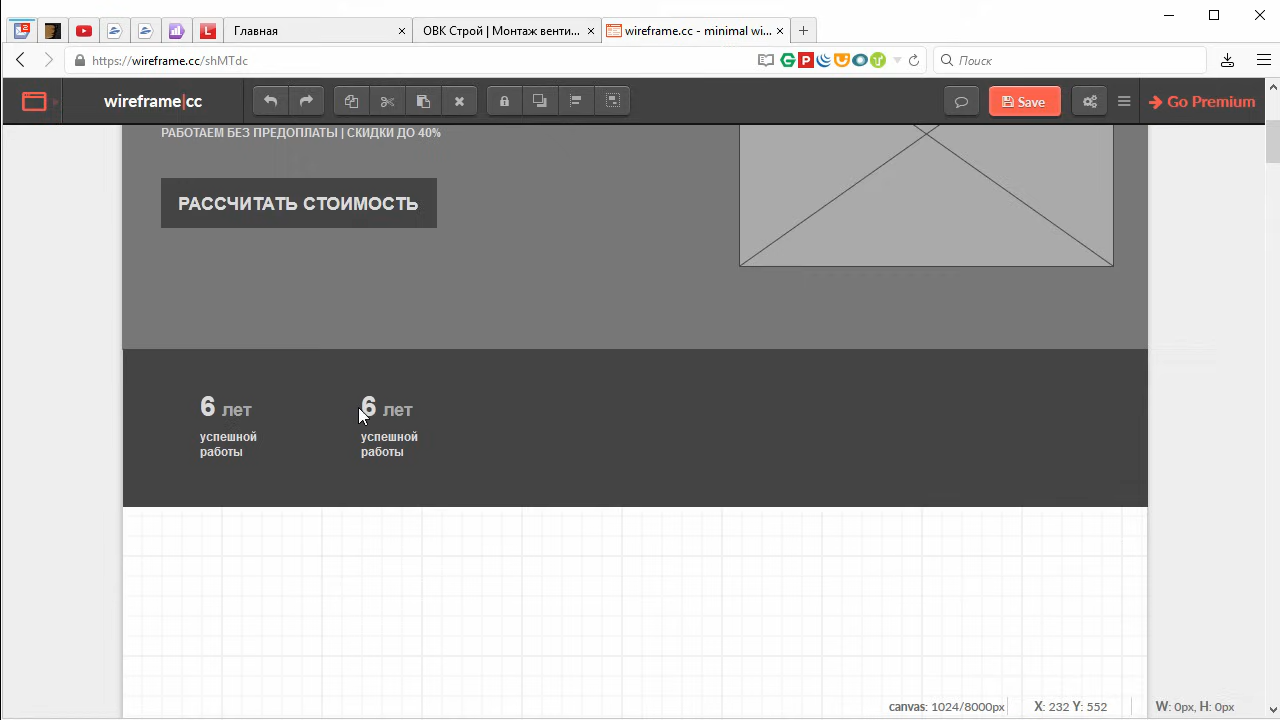 Главная
ОВК Строй | Монтаж венти...
wireframe.cc - minimal wi...
https://wireframe.cc/shMTdc
Поиск
wireframe|cc
Save
Go Premium
РАБОТАЕМ БЕЗ ПРЕДОПЛАТЫ | СКИДКИ ДО 40%
РАССЧИТАТЬ СТОИМОСТЬ
6 лет
успешной
работы
6 лет
успешной
работы
canvas: 1024/8000px
X: 232 Y: 552
W: 0px, H: 0px